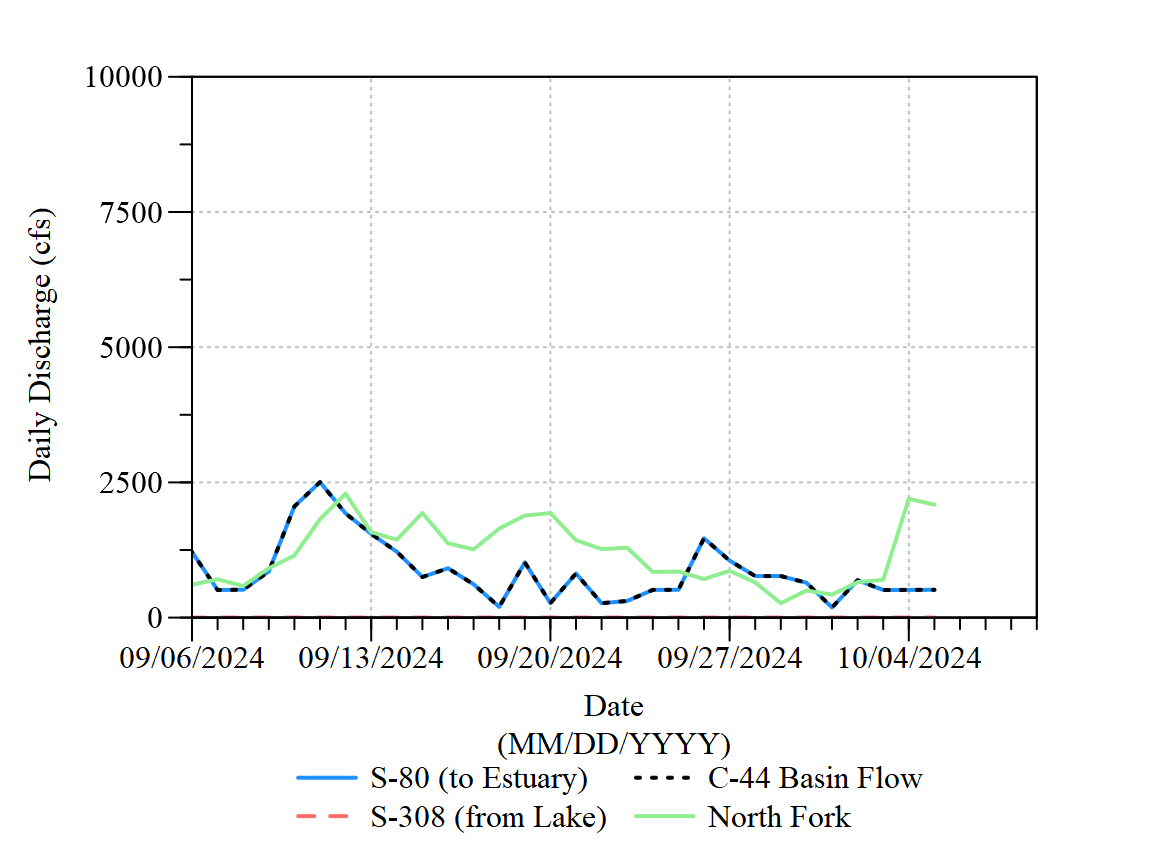 10000
7500
5000
2500
0
Daily Discharge (cfs)
09/06/2024 09/13/2024 09/20/2024 09/27/2024 10/04/2024
Date
(MM/DD/YYYY)
S-80 (to Estuary) C-44 Basin Flow
S-308 (from Lake) North Fork